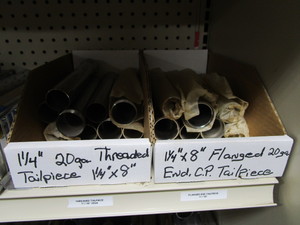 1¼" 20ga. Threaded
Tailpiece 1¼"x8"
1¼"x8" Flanged 20ga
End. C.P. Tailpiece